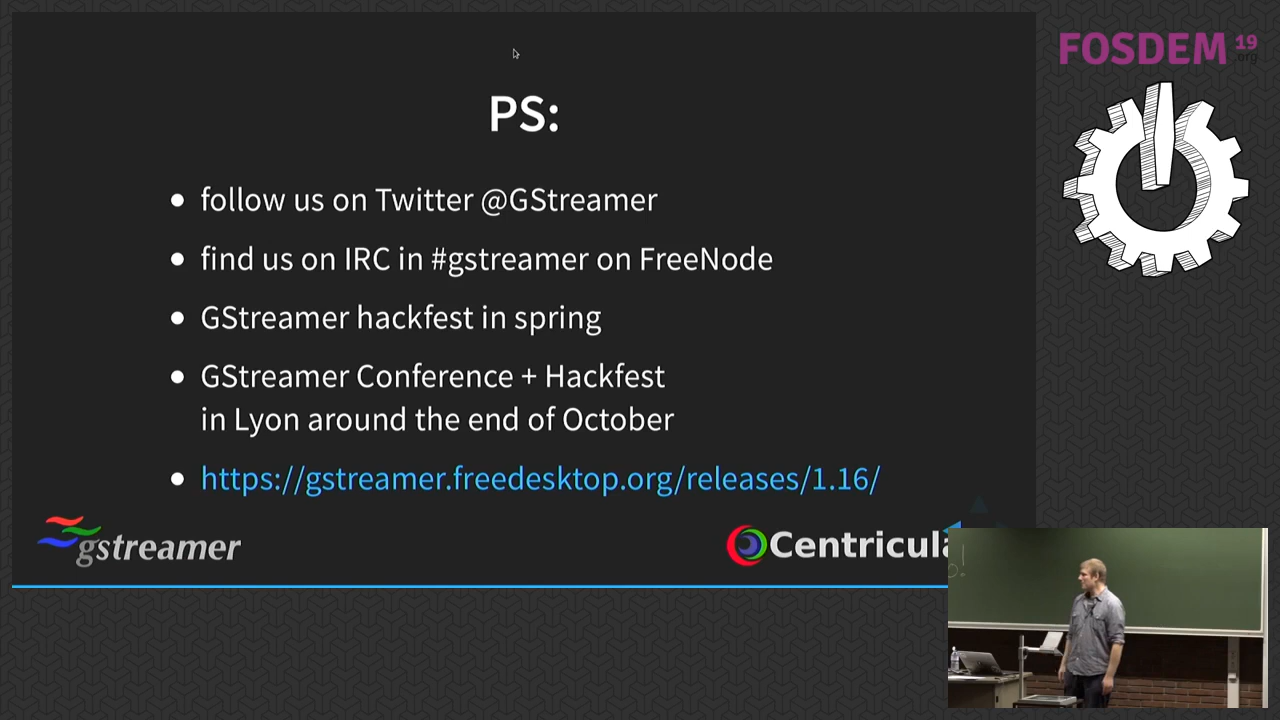 FOSDEM 19
.org
PS:
follow us on Twitter @GStreamer
find us on IRC in #gstreamer on FreeNode
GStreamer hackfest in spring
GStreamer Conference + Hackfest
in Lyon around the end of October
https://gstreamer.freedesktop.org/releases/1.16/
gstreamer
Centricula